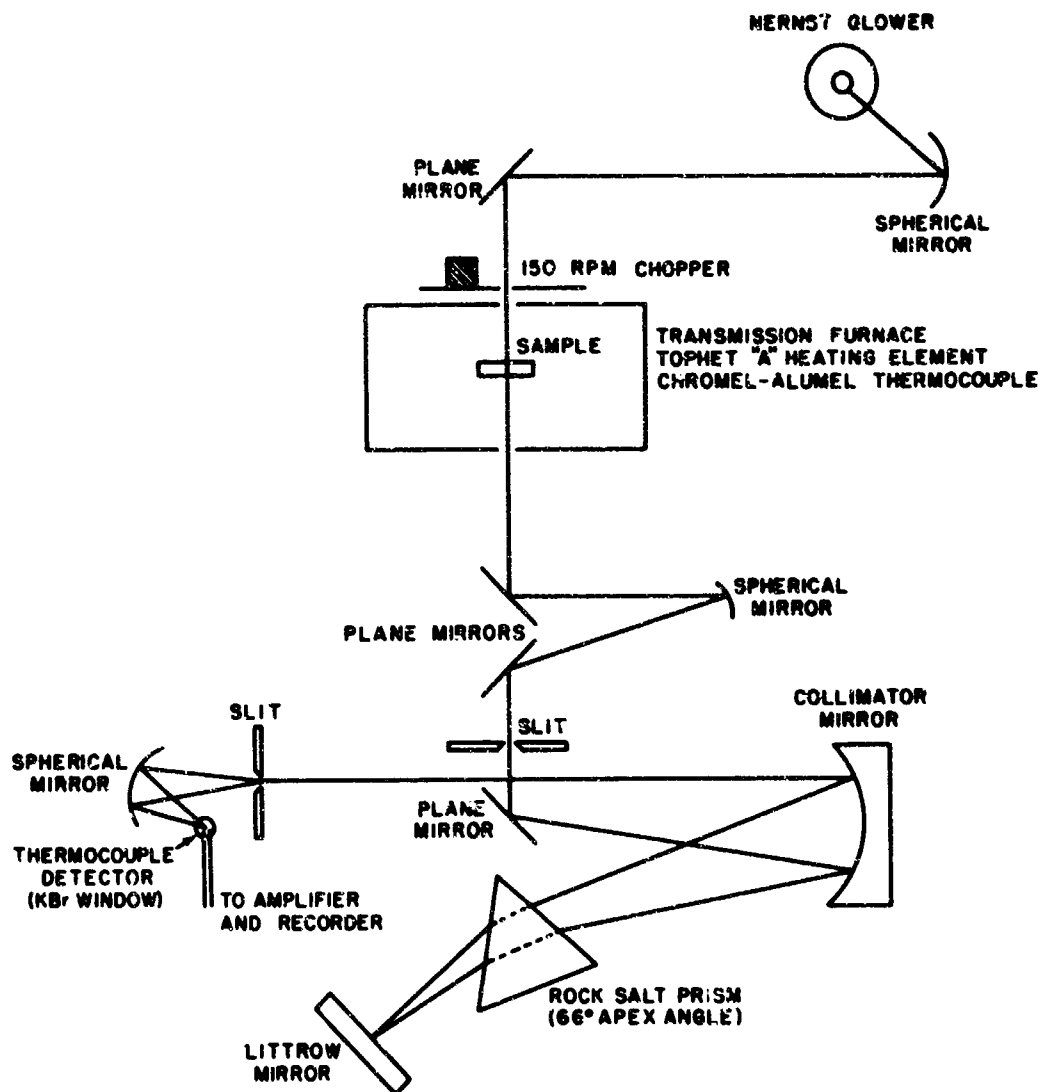 NERNST GLOWER
PLANE
MIRROR
SPHERICAL
MIRROR
150 RPM CHOPPER
SAMPLE
TRANSMISSION FURNACE
TOPHET "A" HEATING ELEMENT
CHROMEL-ALUMEL THERMOCOUPLE
SPHERICAL
MIRROR
PLANE MIRRORS
COLLIMATOR
MIRROR
SLIT
SLIT
SPHERICAL
MIRROR
PLANE
MIRROR
THERMOCOUPLE
DETECTOR
(KBr WINDOW)
TO AMPLIFIER
AND RECORDER
ROCK SALT PRISM
(66° APEX ANGLE)
LITTROW
MIRROR